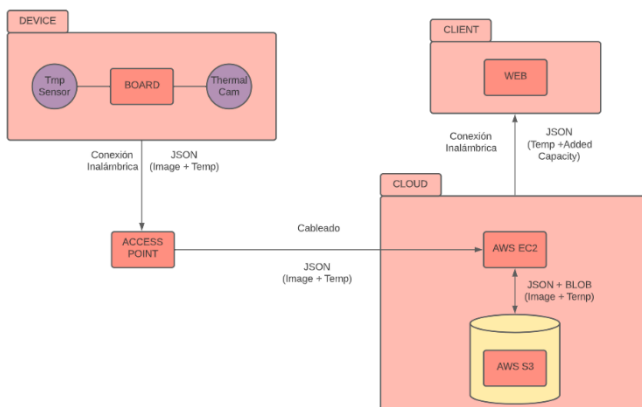 DEVICE
Tmp
Sensor
BOARD
Thermal
Cam
CLIENT
WEB
Conexión
Inalámbrica
JSON
(Image + Temp)
Conexión
Inalámbrica
JSON
(Temp +Added
Capacity)
CLOUD
ACCESS
POINT
Cableado
JSON
(Image + Temp)
AWS EC2
JSON + BLOB
(Image + Temp)
AWS S3